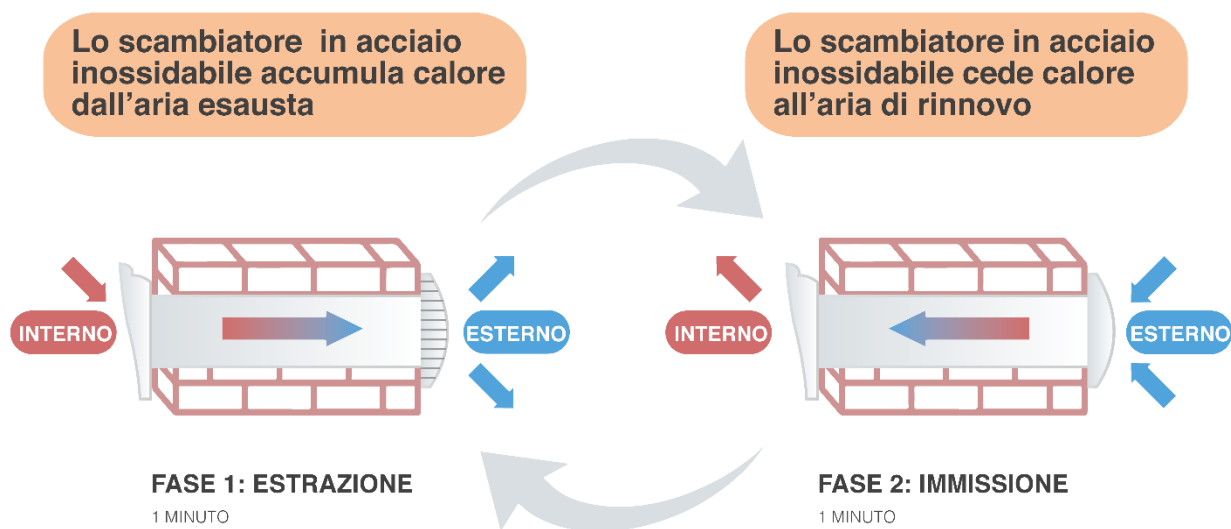 Lo scambiatore in acciaio
inossidabile accumula calore
dall'aria esausta
Lo scambiatore in acciaio
inossidabile cede calore
all'aria di rinnovo
INTERNO
ESTERNO
INTERNO
ESTERNO
FASE 1: ESTRAZIONE
1 MINUTO
FASE 2: IMMISSIONE
1 MINUTO